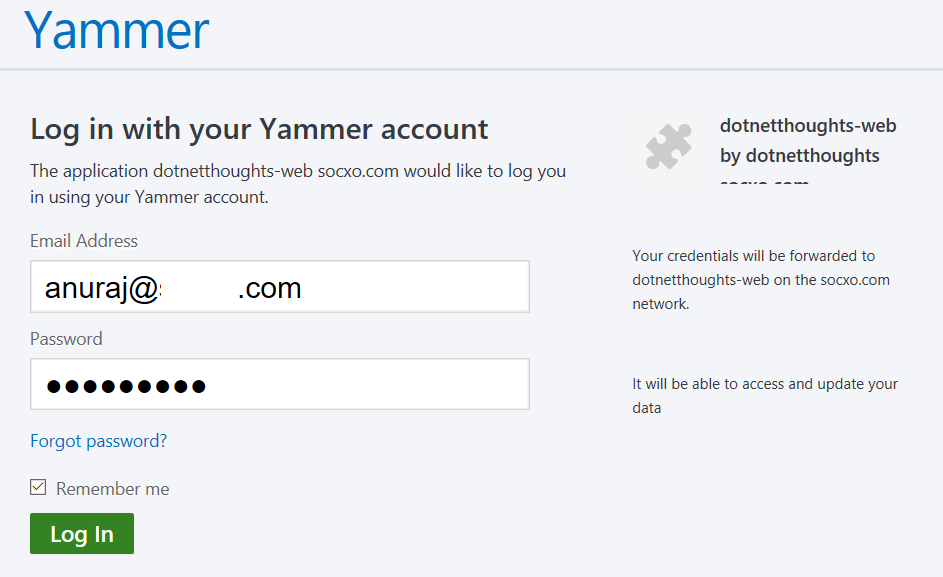 Yammer
Log in with your Yammer account
The application dotnetthoughts-web socxo.com would like to log you
in using your Yammer account.
Email Address
anuraj@ .com
Password
●●●●●●●●●
Forgot password?
Remember me
Log In
dotnetthoughts-web
by dotnetthoughts
socxo.com
Your credentials will be forwarded to
dotnetthoughts-web on the socxo.com
network.
It will be able to access and update your
data